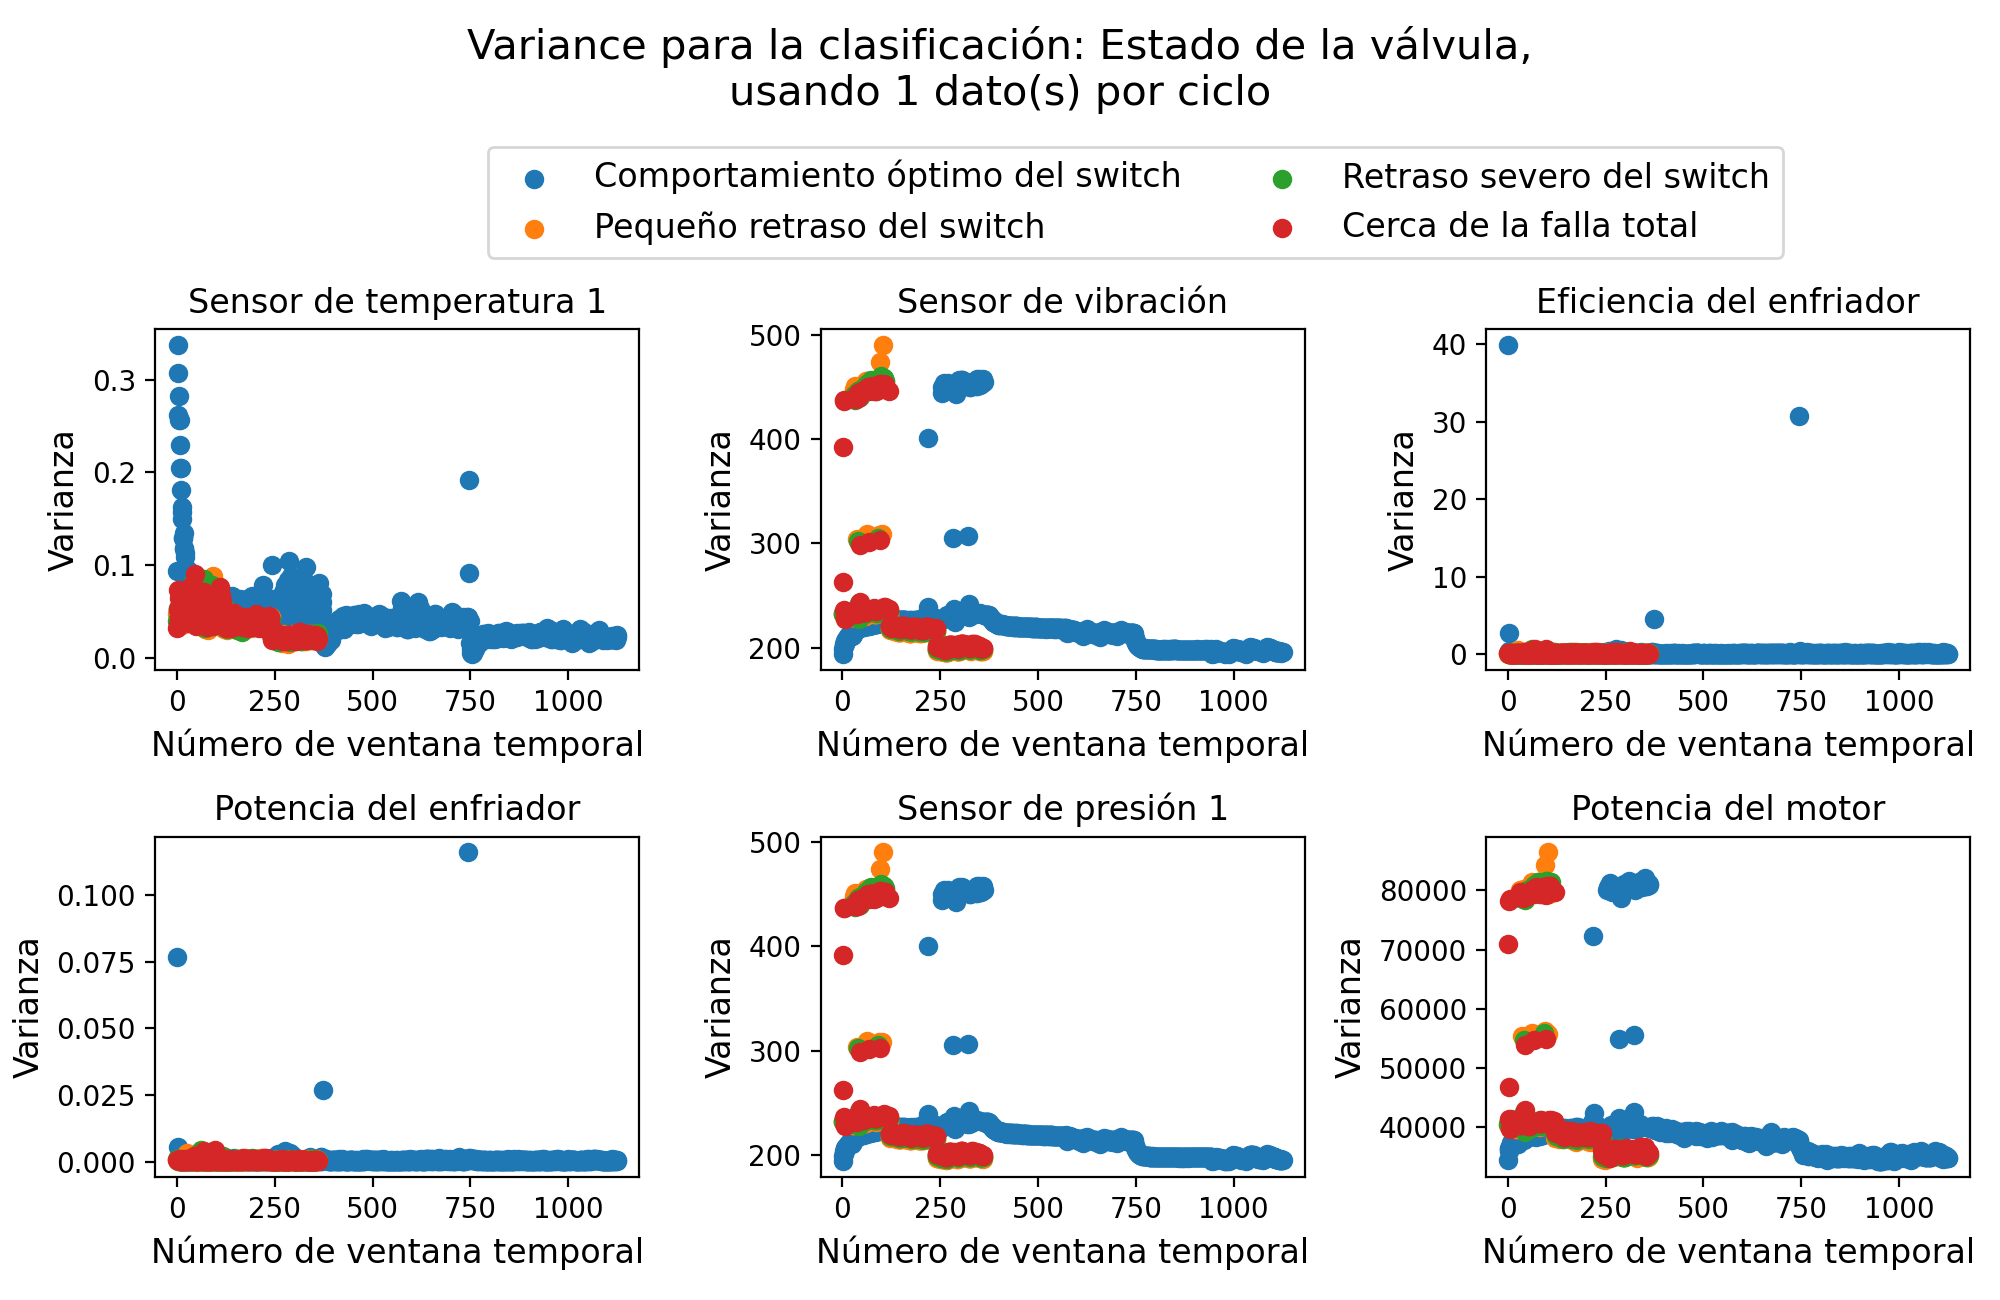 Variance para la clasificación: Estado de la válvula,
usando 1 dato(s) por ciclo
Comportamiento óptimo del switch
Pequeño retraso del switch
Retraso severo del switch
Cerca de la falla total
Sensor de temperatura 1
Varianza
0.3
0.2
0.1
0.0
0 250 500 750 1000
Número de ventana temporal
Sensor de vibración
Varianza
500
400
300
200
0 250 500 750 1000
Número de ventana temporal
Eficiencia del enfriador
Varianza
40
30
20
10
0
0 250 500 750 1000
Número de ventana temporal
Potencia del enfriador
Varianza
0.100
0.075
0.050
0.025
0.000
0 250 500 750 1000
Número de ventana temporal
Sensor de presión 1
Varianza
500
400
300
200
0 250 500 750 1000
Número de ventana temporal
Potencia del motor
Varianza
80000
70000
60000
50000
40000
0 250 500 750 1000
Número de ventana temporal